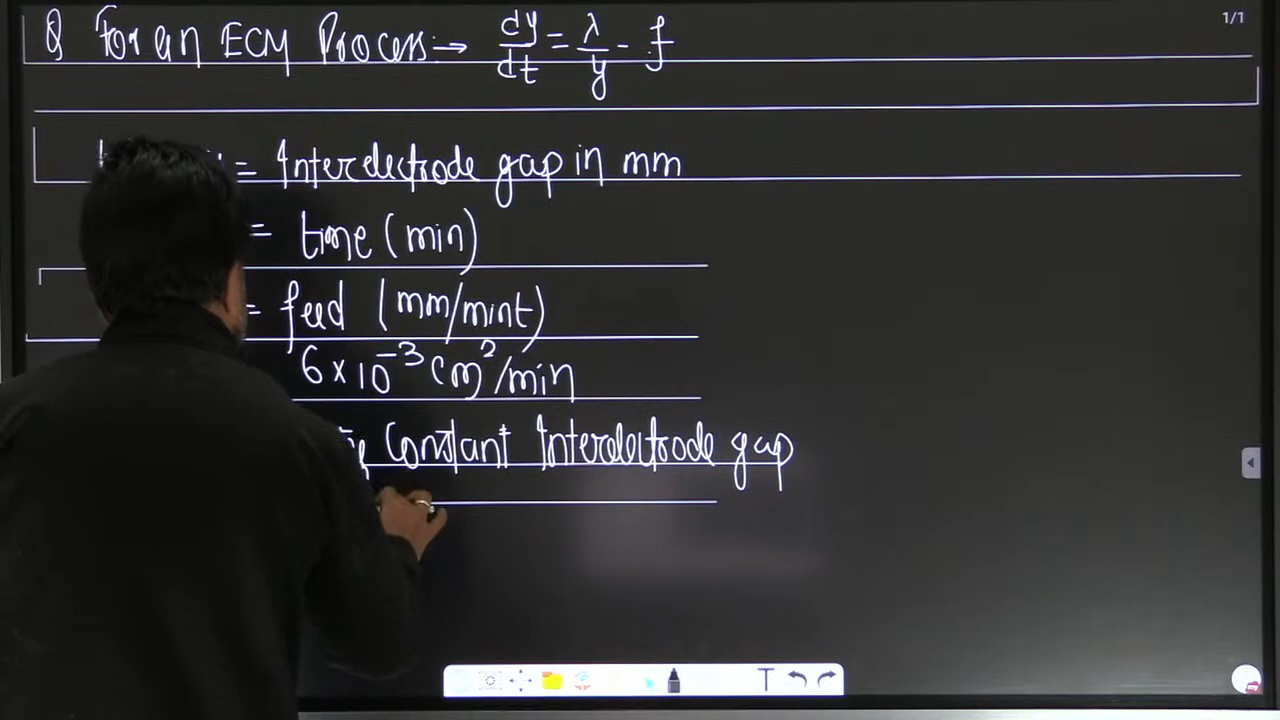 Q For an ECM Process:→ dy/dt = λ/y - f
1/1
= Interelectrode gap in mm
= time (min)
= feed (mm/mint)
6×10⁻³ cm²/min
Constant Interelectrode gap
T